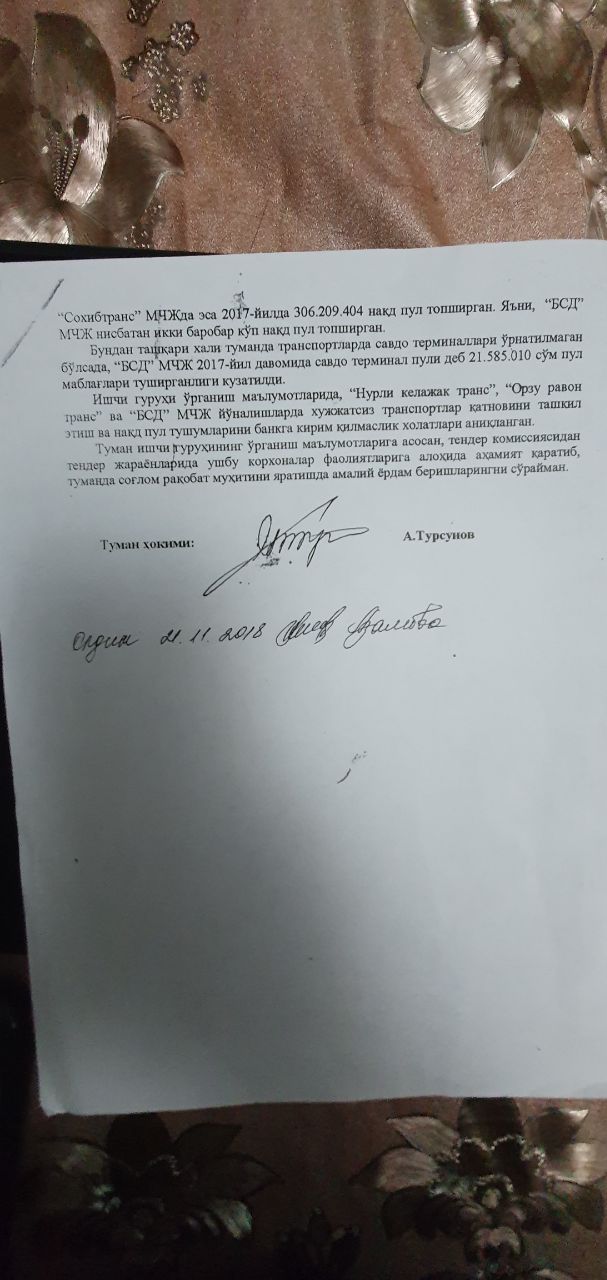 “Сохибтранс” МЧЖда эса 2017-йилда 306.209.404 нақд пул топширган. Яъни, “БСД”
МЧЖ нисбатан икки баробар кўп нақд пул топширган.
Бундан ташқари хали туманда транспортларда савдо терминаллари ўрнатилмаган
бўлсада, “БСД” МЧЖ 2017-йил давомида савдо терминал пули деб 21.585.010 сўм пул
маблағлари туширганлиги кузатилди.
Ишчи гуруҳи ўрганиш маълумотларида, “Нурли келажак транс”, “Орзу равон
транс” ва “БСД” МЧЖ йўналишларда хужжатсиз транспортлар қатновини ташкил
этиш ва нақд пул тушумларини банкга кирим қилмаслик холатлари аниқланган.
Туман ишчи гуруҳининг ўрганиш маълумотларига асосан, тендер комиссиясидан
тендер жараёнларида ушбу корхоналар фаолиятларига алоҳида аҳамият қаратиб,
туманда соғлом рақобат муҳитини яратишда амалий ёрдам беришларингни сўрайман.
Туман ҳокими: А.Турсунов
Олдим 21.11.2018